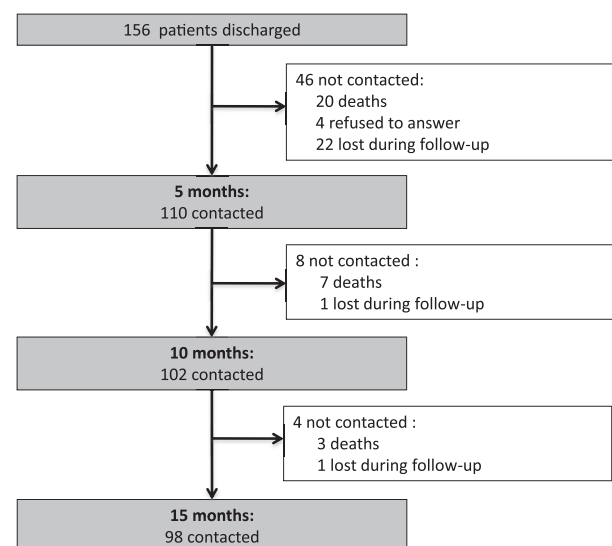 156 patients discharged
46 not contacted:
20 deaths
4 refused to answer
22 lost during follow-up
5 months:
110 contacted
8 not contacted :
7 deaths
1 lost during follow-up
10 months:
102 contacted
4 not contacted :
3 deaths
1 lost during follow-up
15 months:
98 contacted